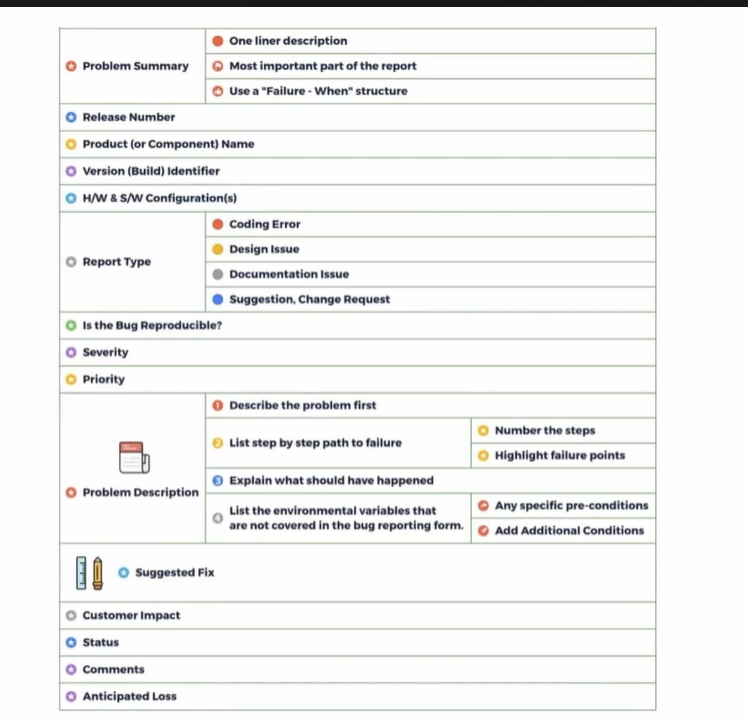 Problem Summary
One liner description
Most important part of the report
Use a "Failure - When" structure
Release Number
Product (or Component) Name
Version (Build) Identifier
H/W & S/W Configuration(s)
Report Type
Coding Error
Design Issue
Documentation Issue
Suggestion, Change Request
Is the Bug Reproducible?
Severity
Priority
Problem Description
1 Describe the problem first
2 List step by step path to failure
Number the steps
Highlight failure points
3 Explain what should have happened
4 List the environmental variables that
are not covered in the bug reporting form.
Any specific pre-conditions
Add Additional Conditions
Suggested Fix
Customer Impact
Status
Comments
Anticipated Loss